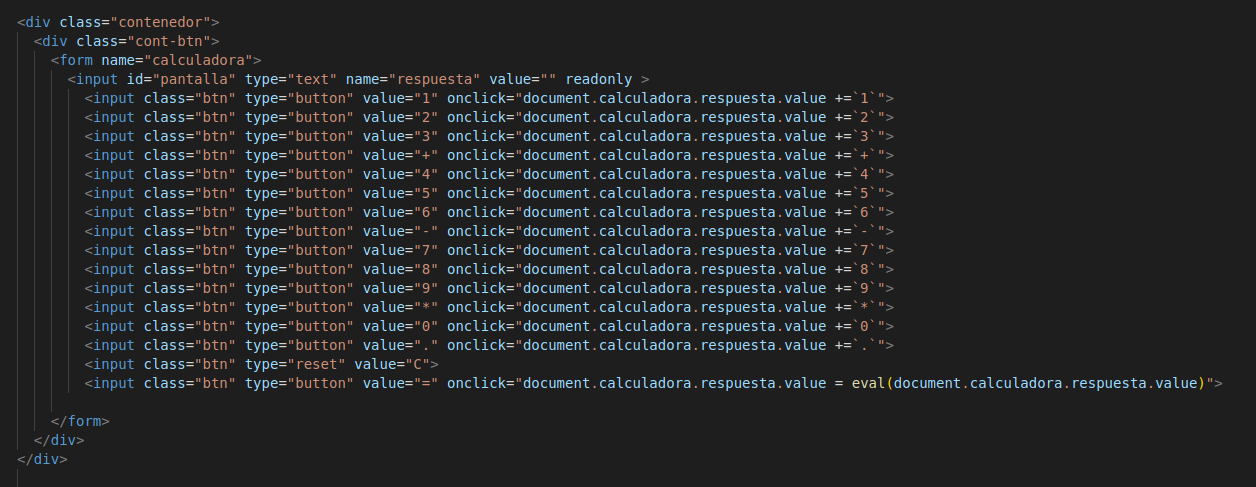 <div class="contenedor">
<div class="cont-btn">
<form name="calculadora">
<input id="pantalla" type="text" name="respuesta" value="" readonly >
<input class="btn" type="button" value="1" onclick="document.calculadora.respuesta.value +=`1`">
<input class="btn" type="button" value="2" onclick="document.calculadora.respuesta.value +=`2`">
<input class="btn" type="button" value="3" onclick="document.calculadora.respuesta.value +=`3`">
<input class="btn" type="button" value="+" onclick="document.calculadora.respuesta.value +=`+`">
<input class="btn" type="button" value="4" onclick="document.calculadora.respuesta.value +=`4`">
<input class="btn" type="button" value="5" onclick="document.calculadora.respuesta.value +=`5`">
<input class="btn" type="button" value="6" onclick="document.calculadora.respuesta.value +=`6`">
<input class="btn" type="button" value="-" onclick="document.calculadora.respuesta.value +=`-`">
<input class="btn" type="button" value="7" onclick="document.calculadora.respuesta.value +=`7`">
<input class="btn" type="button" value="8" onclick="document.calculadora.respuesta.value +=`8`">
<input class="btn" type="button" value="9" onclick="document.calculadora.respuesta.value +=`9`">
<input class="btn" type="button" value="*" onclick="document.calculadora.respuesta.value +=`*`">
<input class="btn" type="button" value="0" onclick="document.calculadora.respuesta.value +=`0`">
<input class="btn" type="button" value="." onclick="document.calculadora.respuesta.value +=`.`">
<input class="btn" type="reset" value="C">
<input class="btn" type="button" value="=" onclick="document.calculadora.respuesta.value = eval(document.calculadora.respuesta.value)">
</form>
</div>
</div>